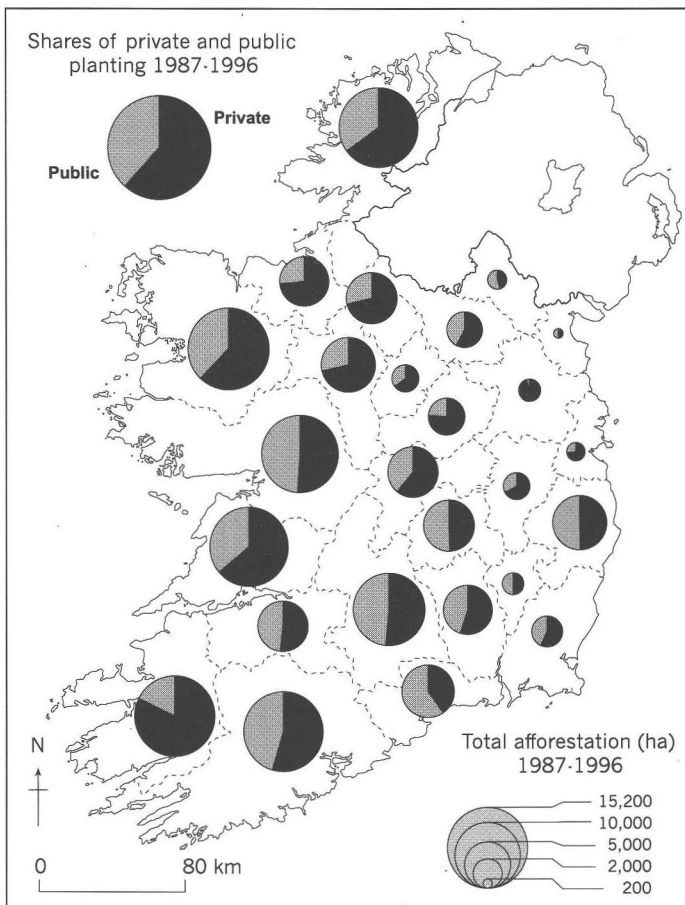 Shares of private and public
planting 1987-1996
Private
Public
N
0 80 km
Total afforestation (ha)
1987-1996
15,200
10,000
5,000
2,000
200